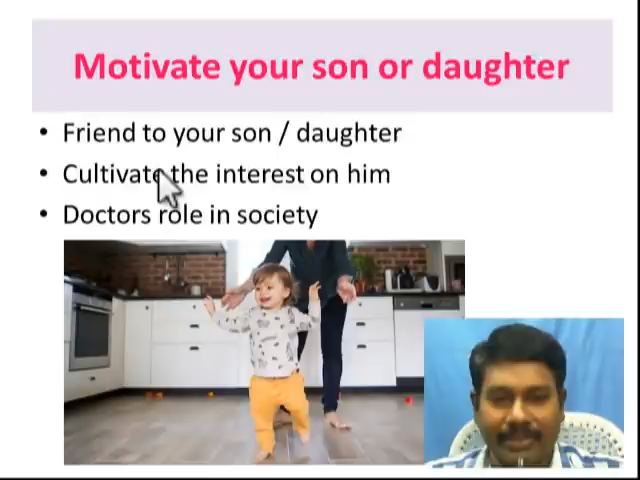 Motivate your son or daughter
• Friend to your son / daughter
• Cultivate the interest on him
• Doctors role in society